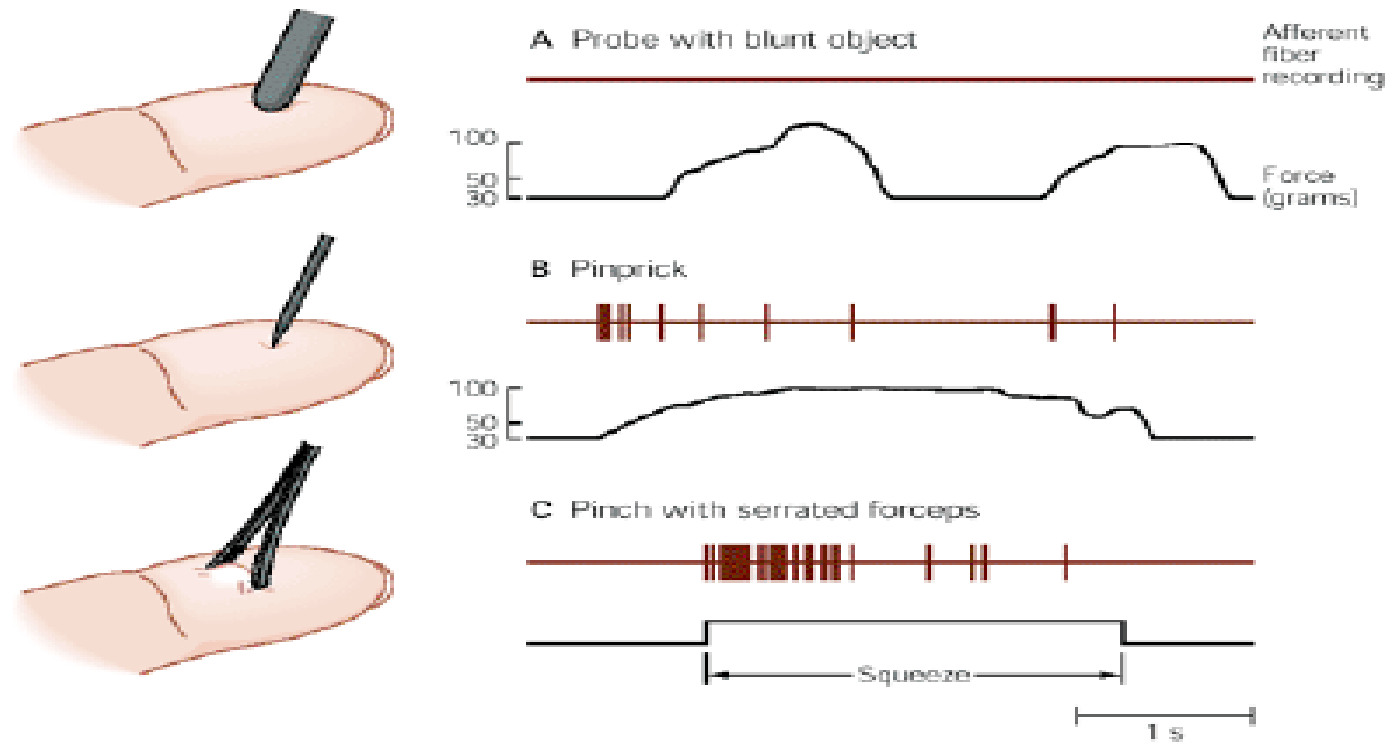 A Probe with blunt object
Afferent
fiber
recording
100
50
30
Force
(grams)
B Pinprick
100
50
30
C Pinch with serrated forceps
Squeeze
1 s